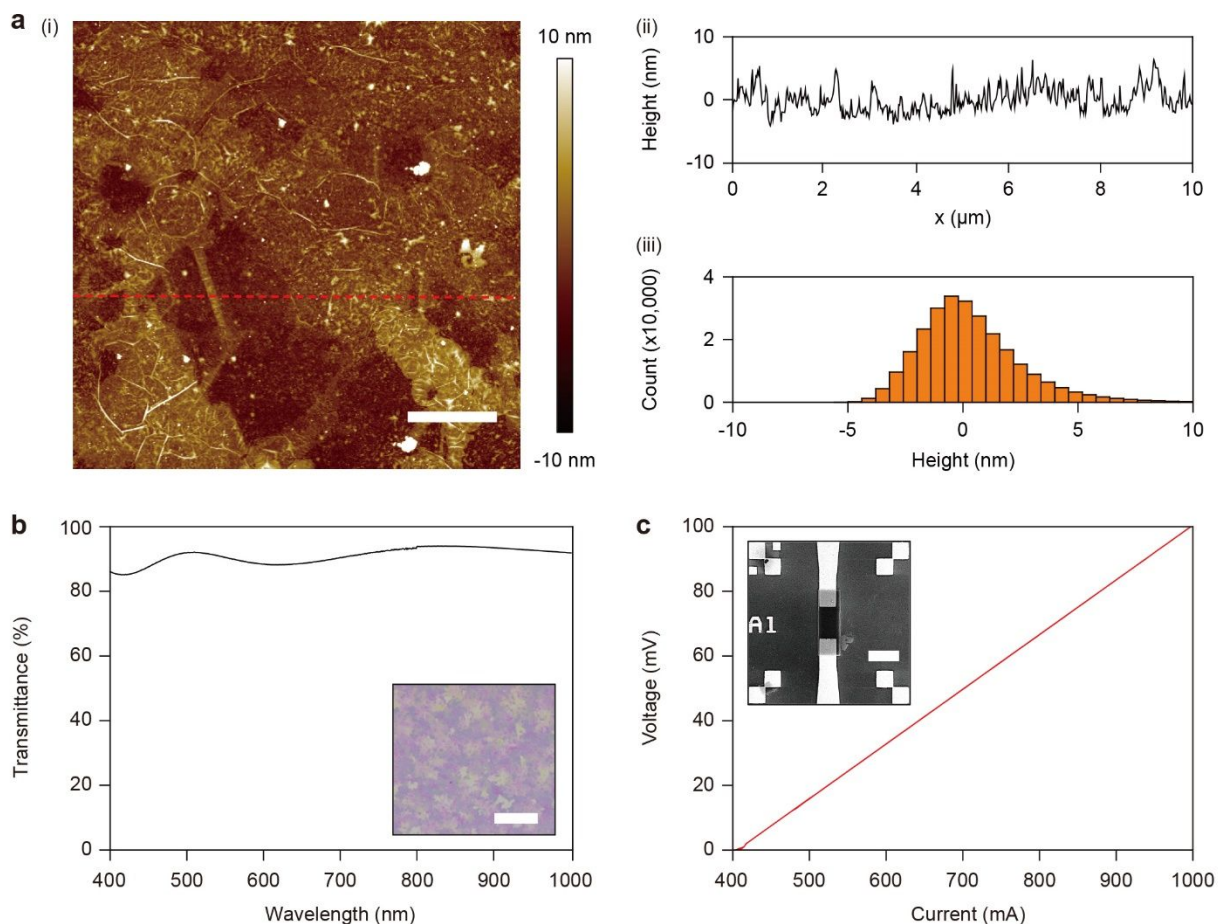 a
(i)
10 nm
-10 nm
(ii)
Height (nm)
10
0
-10
0 2 4 6 8 10
x (µm)
(iii)
Count (x10,000)
4
2
0
-10 -5 0 5 10
Height (nm)
b
Transmittance (%)
100
80
60
40
20
0
400 500 600 700 800 900 1000
Wavelength (nm)
c
Voltage (mV)
100
80
60
40
20
0
A1
400 500 600 700 800 900 1000
Current (mA)